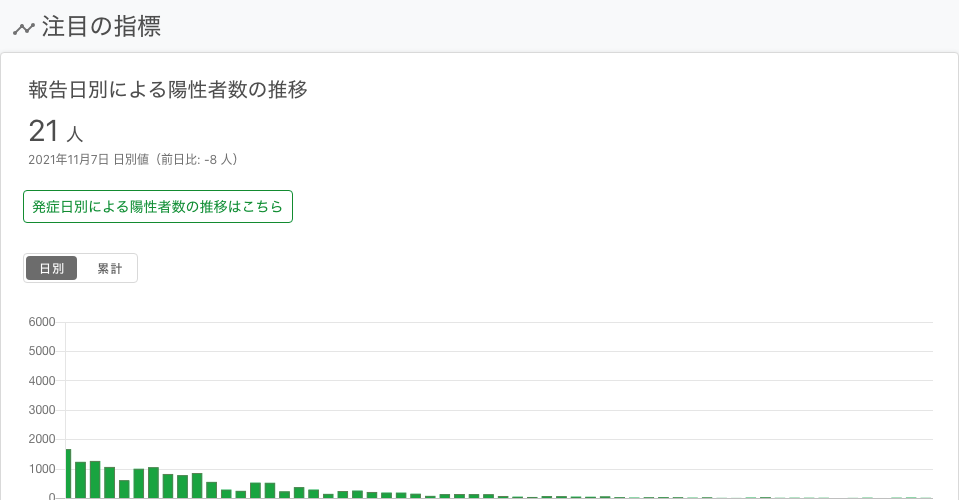 注目の指標
報告日別による陽性者数の推移
21 人
2021年11月7日 日別値（前日比: -8 人）
発症日別による陽性者数の推移はこちら
日別 累計
6000
5000
4000
3000
2000
1000
0